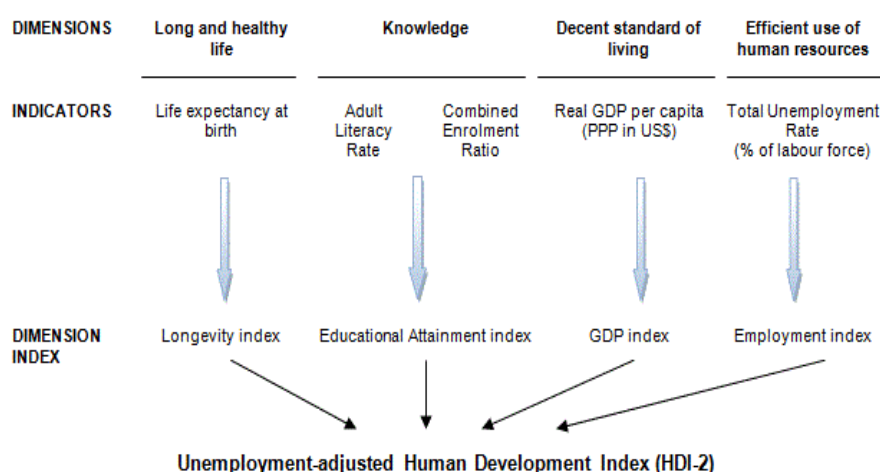 DIMENSIONS
Long and healthy
life
Knowledge
Decent standard of
living
Efficient use of
human resources
INDICATORS
Life expectancy at
birth
Adult
Literacy
Rate
Combined
Enrolment
Ratio
Real GDP per capita
(PPP in US$)
Total Unemployment
Rate
(% of labour force)
DIMENSION
INDEX
Longevity index
Educational Attainment index
GDP index
Employment index
Unemployment-adjusted Human Development Index (HDI-2)